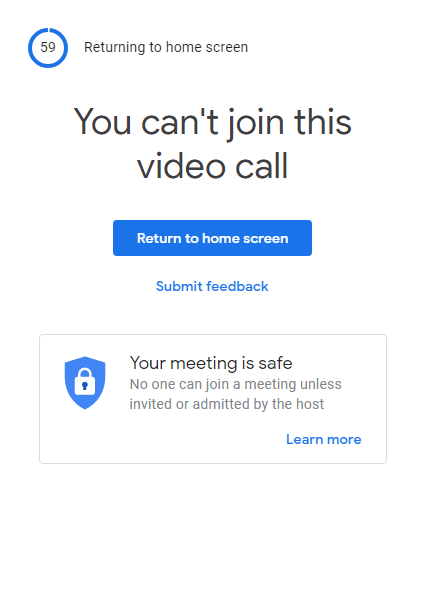 59
Returning to home screen
You can't join this
video call
Return to home screen
Submit feedback
Your meeting is safe
No one can join a meeting unless
invited or admitted by the host
Learn more